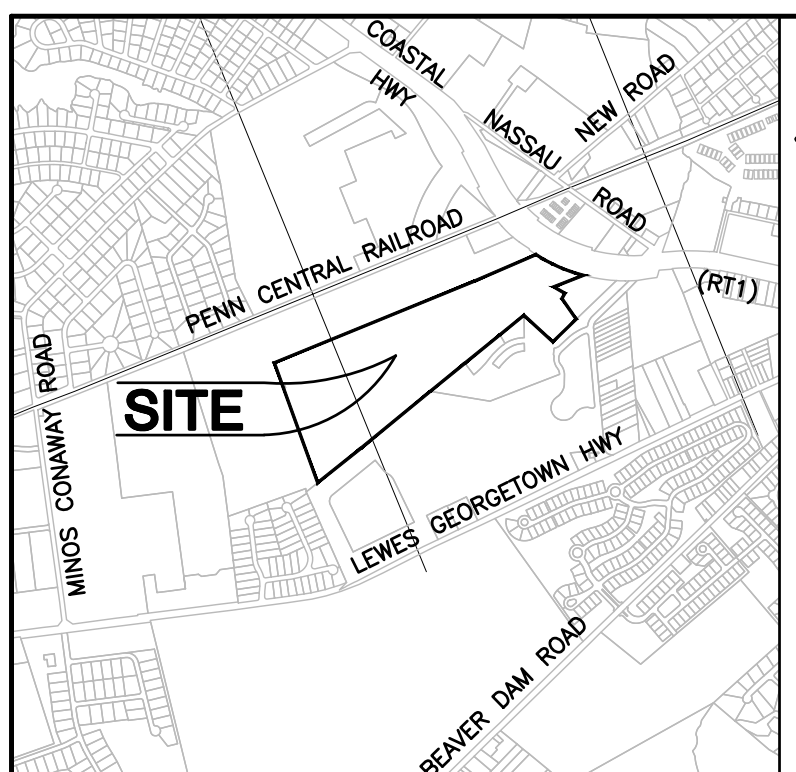 COASTAL
HWY
NEW ROAD
NASSAU
ROAD
PENN CENTRAL RAILROAD
(RT1)
SITE
MINOS CONAWAY ROAD
LEWES GEORGETOWN HWY
BEAVER DAM ROAD